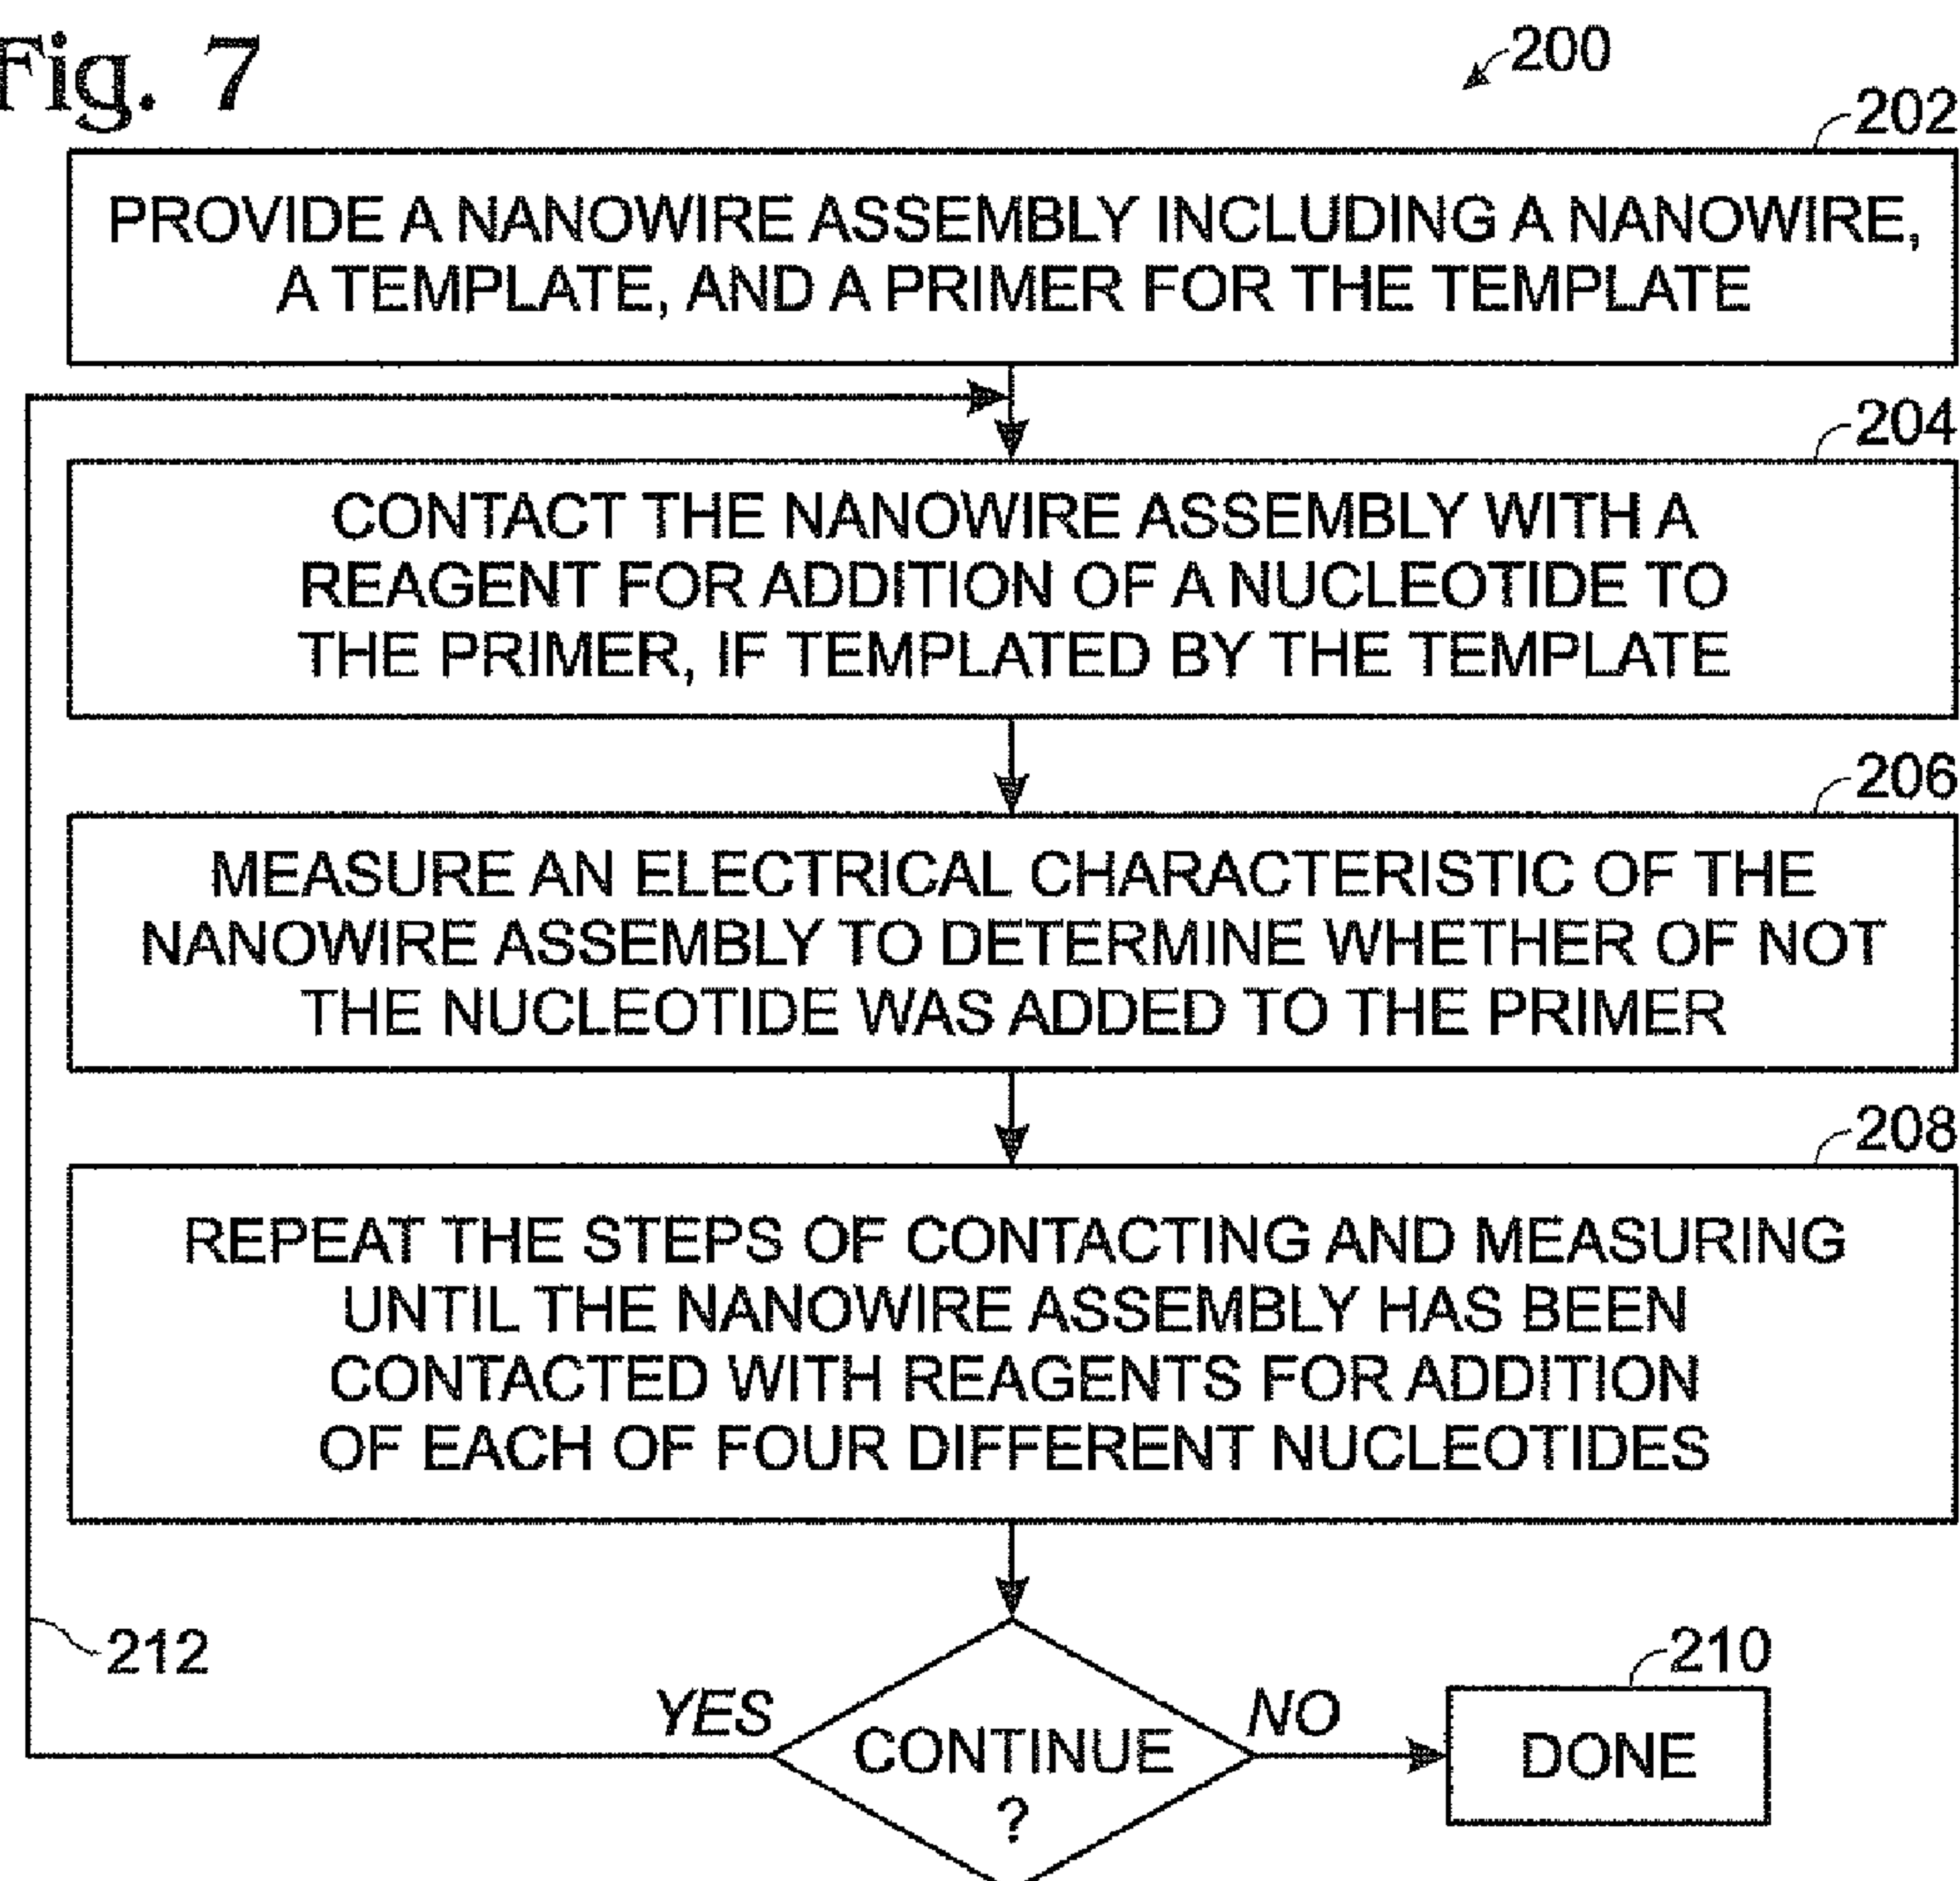 Fig. 7
200
202
PROVIDE A NANOWIRE ASSEMBLY INCLUDING A NANOWIRE,
A TEMPLATE, AND A PRIMER FOR THE TEMPLATE
204
CONTACT THE NANOWIRE ASSEMBLY WITH A
REAGENT FOR ADDITION OF A NUCLEOTIDE TO
THE PRIMER, IF TEMPLATED BY THE TEMPLATE
206
MEASURE AN ELECTRICAL CHARACTERISTIC OF THE
NANOWIRE ASSEMBLY TO DETERMINE WHETHER OF NOT
THE NUCLEOTIDE WAS ADDED TO THE PRIMER
208
REPEAT THE STEPS OF CONTACTING AND MEASURING
UNTIL THE NANOWIRE ASSEMBLY HAS BEEN
CONTACTED WITH REAGENTS FOR ADDITION
OF EACH OF FOUR DIFFERENT NUCLEOTIDES
212
YES
CONTINUE
?
NO
210
DONE